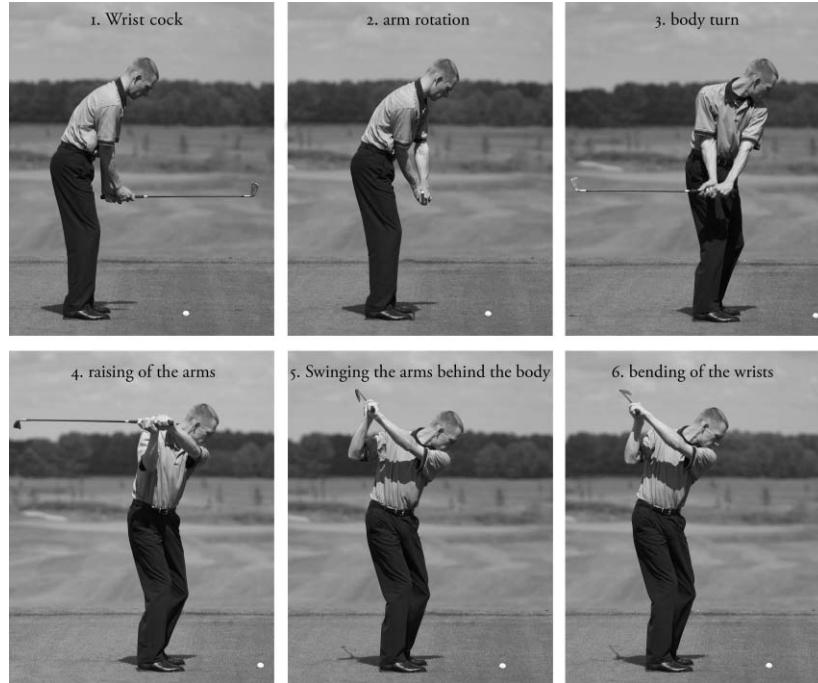 1. Wrist cock
2. arm rotation
3. body turn
4. raising of the arms
5. Swinging the arms behind the body
6. bending of the wrists